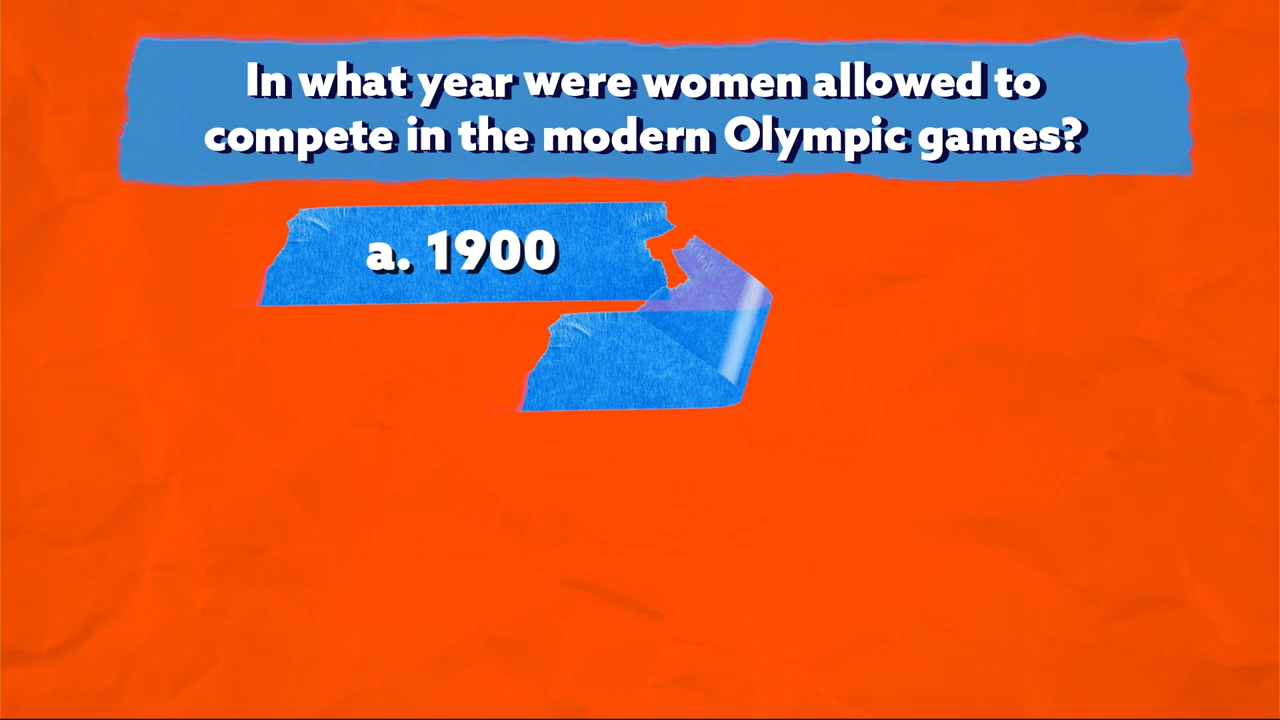 In what year were women allowed to
compete in the modern Olympic games?
a. 1900